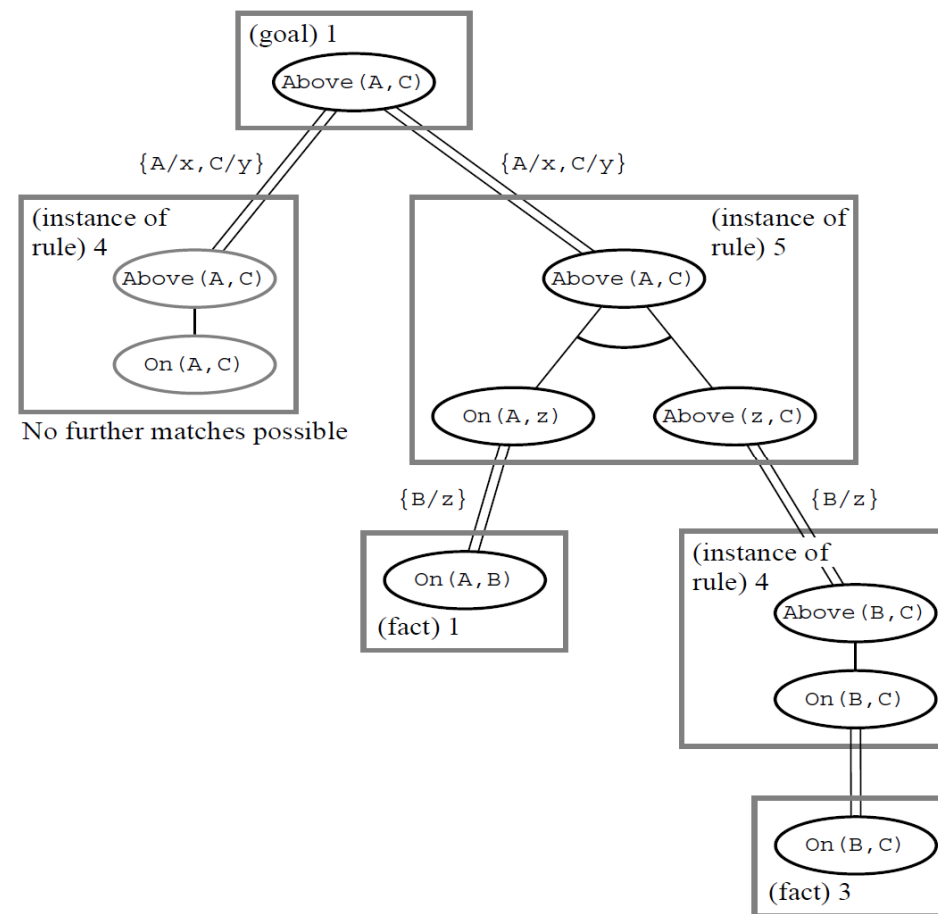 (goal) 1
Above(A,C)
{A/x,C/y}
{A/x,C/y}
(instance of
rule) 4
Above(A,C)
On(A,C)
No further matches possible
(instance of
rule) 5
Above(A,C)
On(A,z)
Above(z,C)
{B/z}
{B/z}
On(A,B)
(fact) 1
(instance of
rule) 4
Above(B,C)
On(B,C)
On(B,C)
(fact) 3